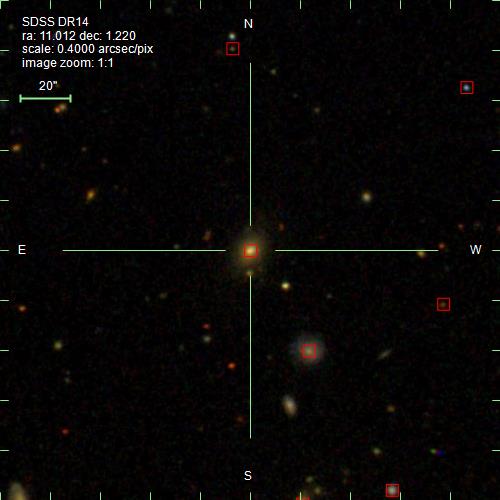 SDSS DR14
ra: 11.012 dec: 1.220
scale: 0.4000 arcsec/pix
image zoom: 1:1
20"
N
E
W
S